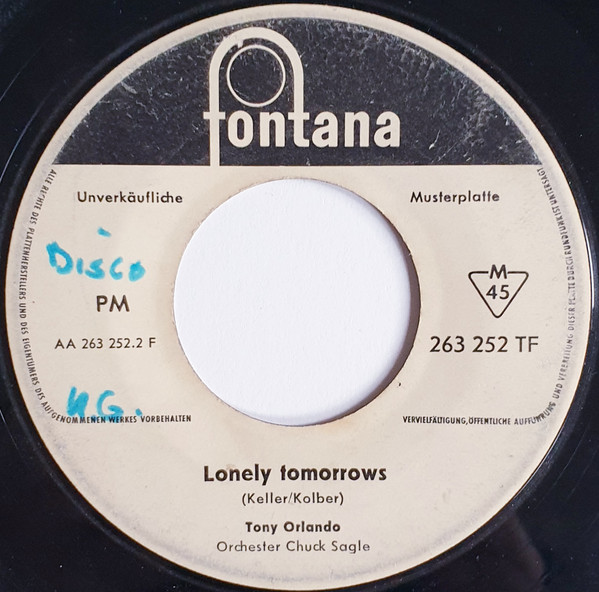 fontana
Unverkäufliche Musterplatte
Disco
PM
M
45
AA 263 252.2 F
263 252 TF
ALLE RECHTE DES PLATTENHERSTELLERS UND DES EIGENTÜMERS DES AUFGENOMMENEN WERKES VORBEHALTEN
VERVIELFÄLTIGUNG, ÖFFENTLICHE AUFFÜHRUNG UND VERBREITUNG DIESER PLATTE DURCH RUNDFUNK IST UNTERSAGT
Lonely tomorrows
(Keller/Kolber)
Tony Orlando
Orchester Chuck Sagle